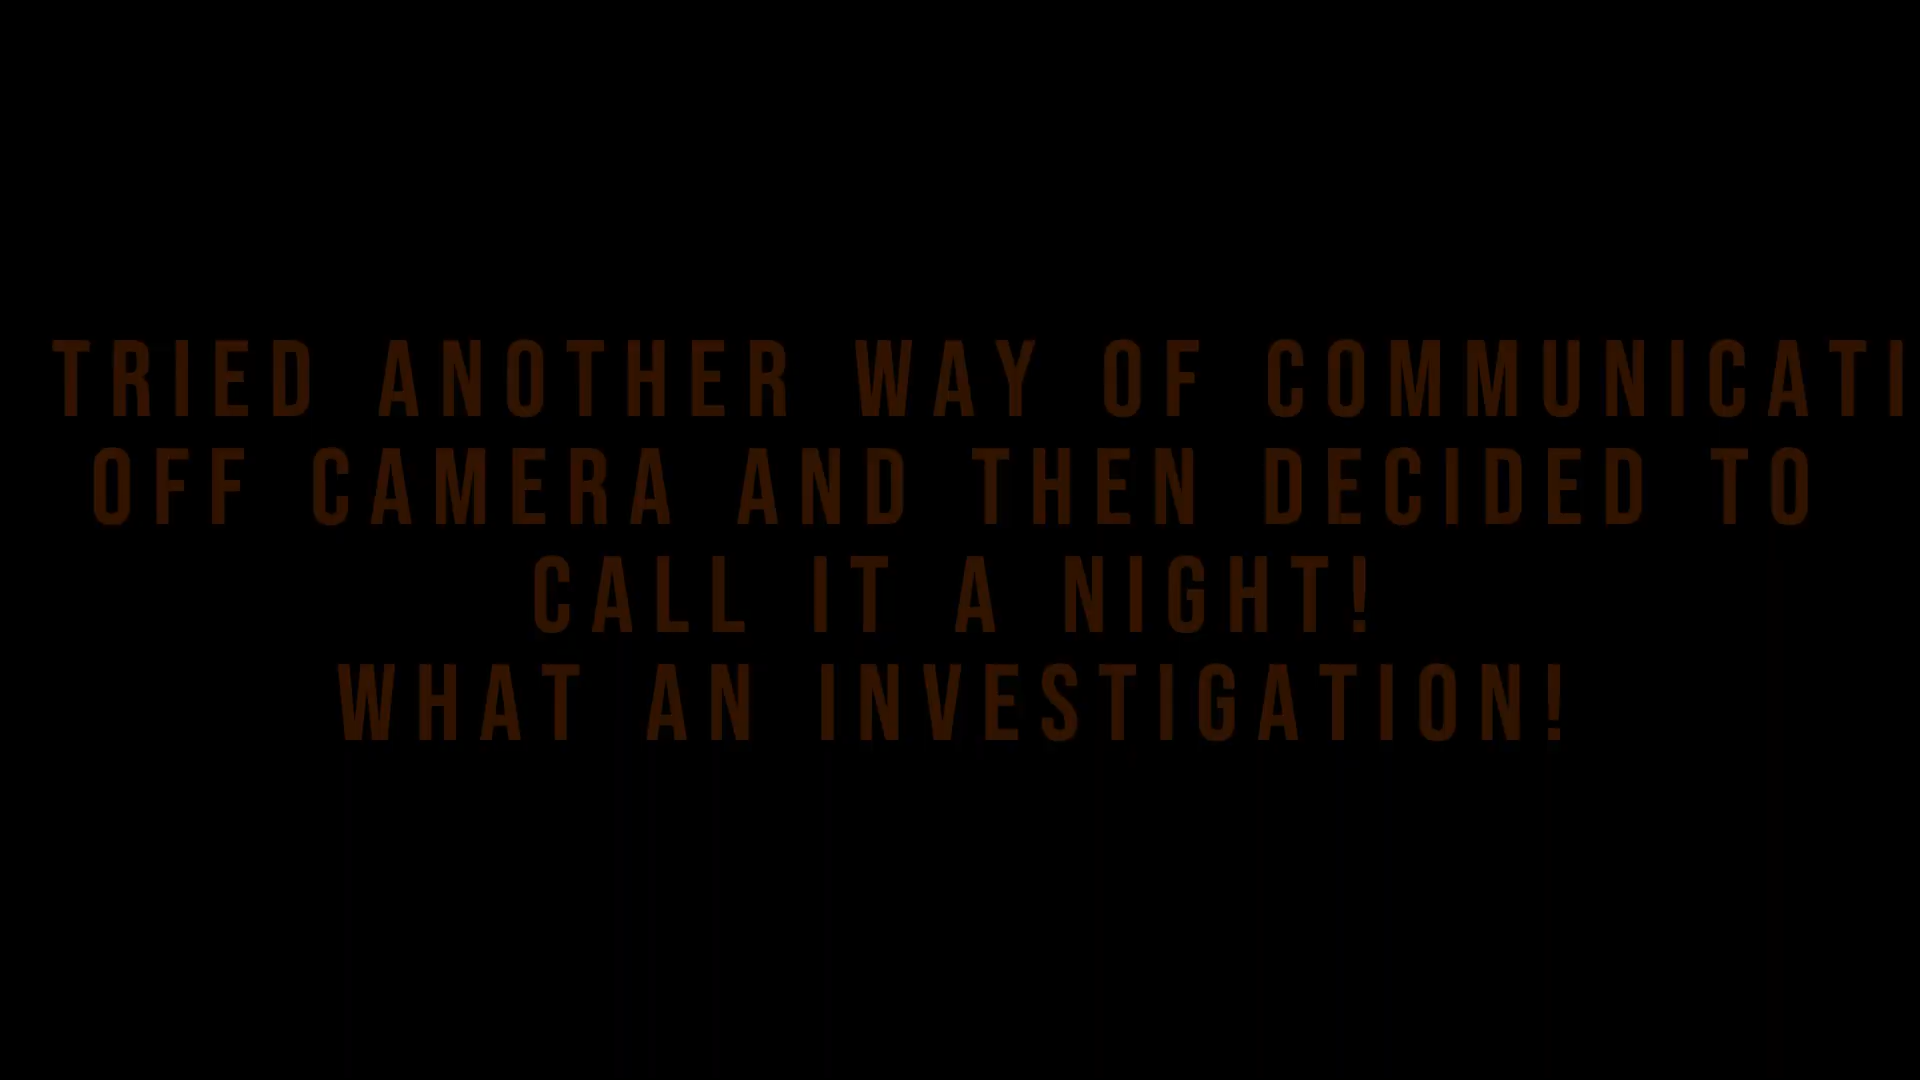 TRIED ANOTHER WAY OF COMMUNICATI
OFF CAMERA AND THEN DECIDED TO
CALL IT A NIGHT!
WHAT AN INVESTIGATION!